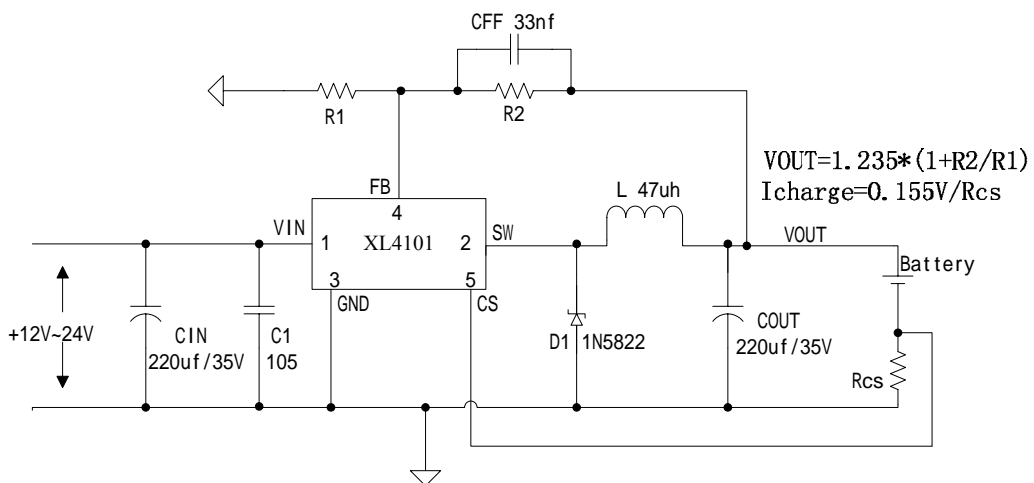 CFF 33nf
R1
R2
VOUT=1.235*(1+R2/R1)
Icharge=0.155V/Rcs
FB
4
L 47uh
VIN
1
XL4101
2
SW
VOUT
3
5
Battery
GND
CS
+12V~24V
CIN
220uf/35V
C1
105
D1
1N5822
COUT
220uf/35V
Rcs